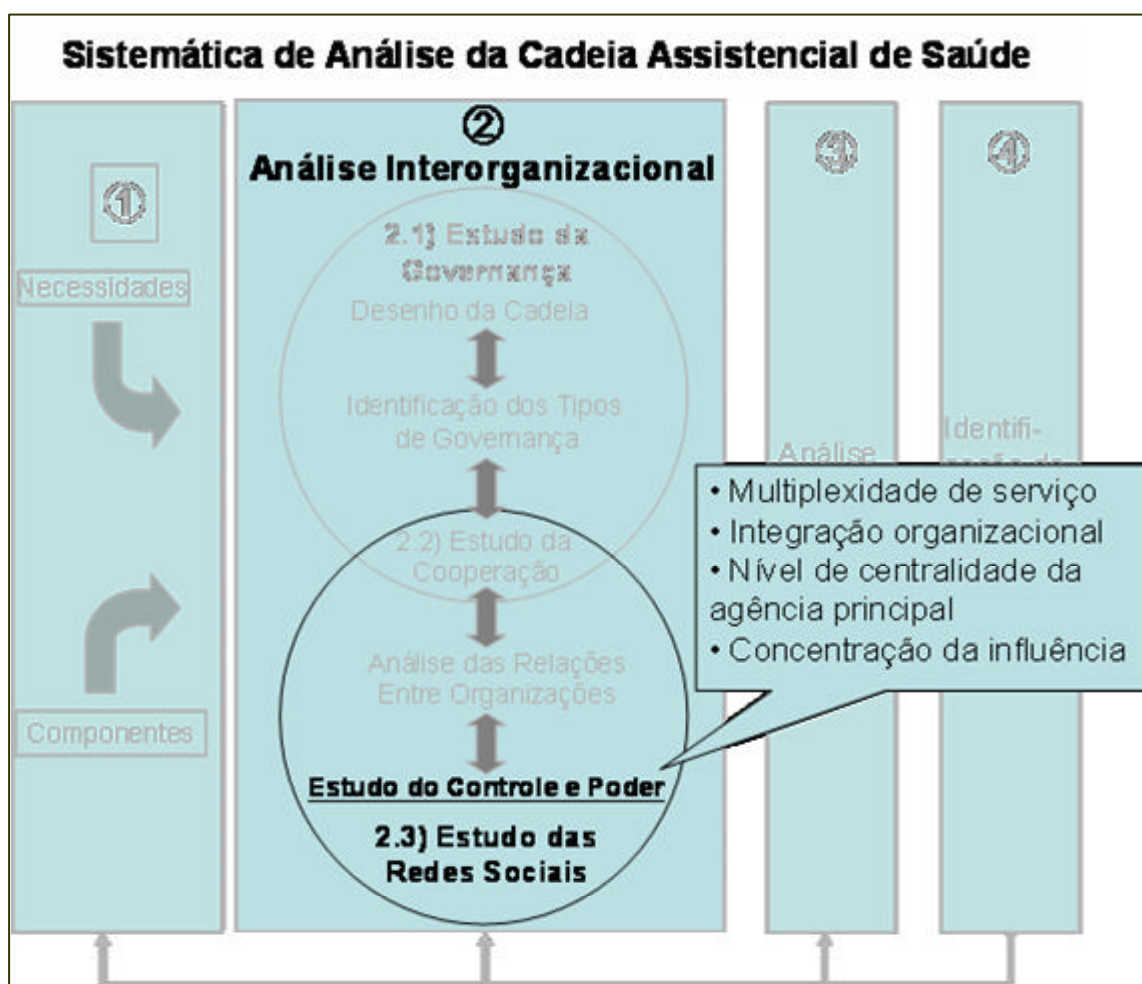 Sistemática de Análise da Cadeia Assistencial de Saúde
①
Necessidades
Componentes
②
Análise Interorganizacional
2.1) Estudo da
Governança
Desenho da Cadeia
Identificação dos Tipos
de Governança
2.2) Estudo da
Cooperação
Análise das Relações
Entre Organizações
Estudo do Controle e Poder
2.3) Estudo das
Redes Sociais
③
Análise
④
Identifi-
• Multiplexidade de serviço
• Integração organizacional
• Nível de centralidade da
agência principal
• Concentração da influência